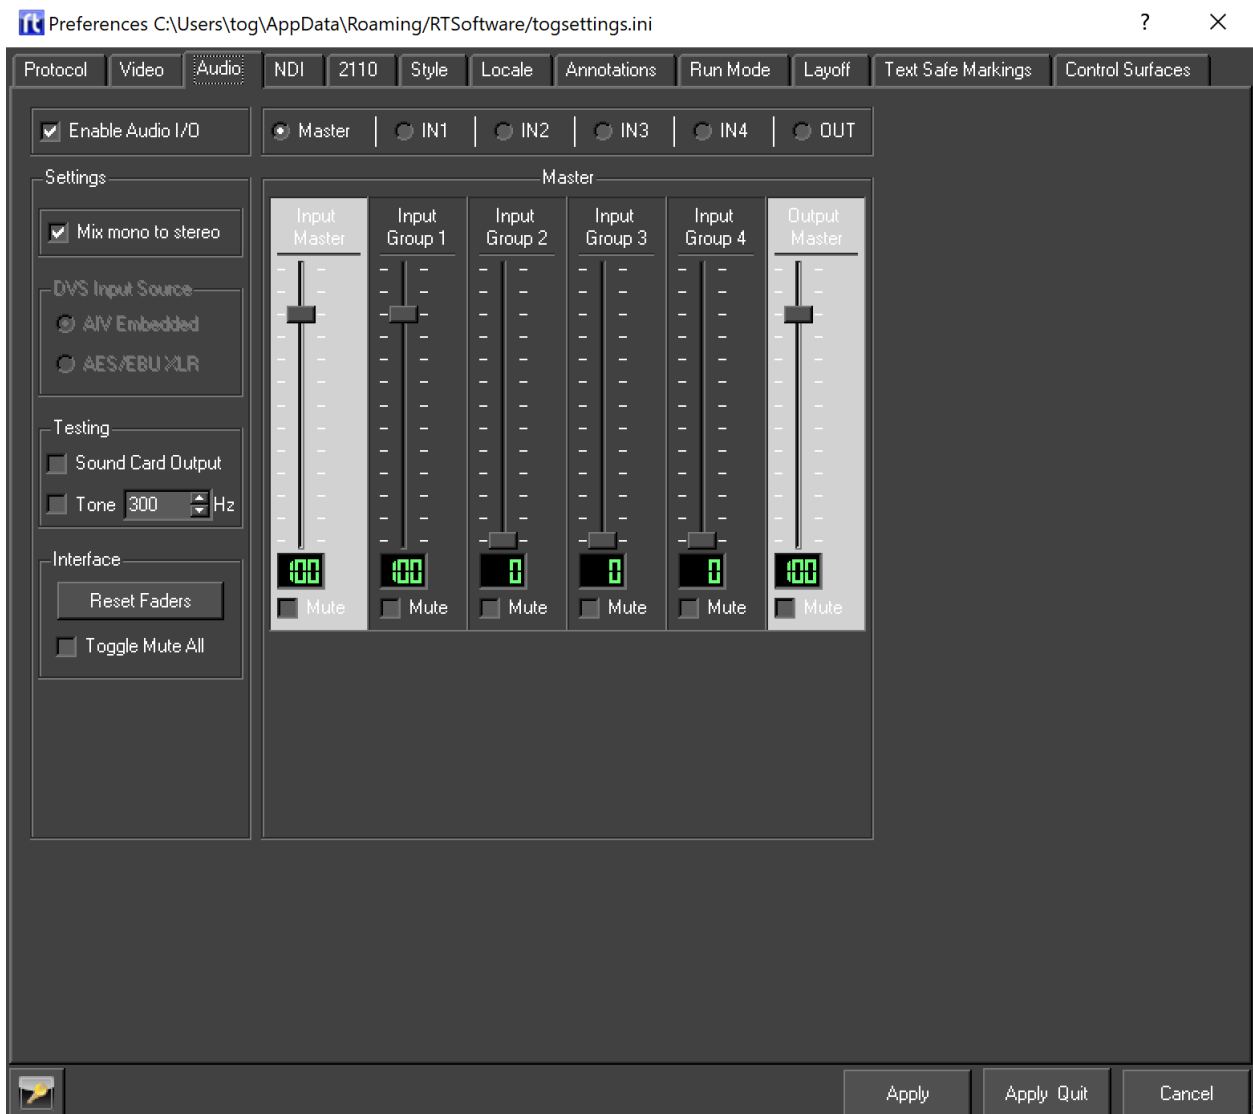 rt Preferences C:\Users\tog\AppData\Roaming/RTSoftware/togsettings.ini ? ×
Protocol Video Audio NDI 2110 Style Locale Annotations Run Mode Layoff Text Safe Markings Control Surfaces
Enable Audio I/O
Master IN1 IN2 IN3 IN4 OUT
Settings
Mix mono to stereo
DVS Input Source
AIV Embedded
AES/EBU XLR
Testing
Sound Card Output
Tone 300 Hz
Interface
Reset Faders
Toggle Mute All
Master
Input Master
Input Group 1
Input Group 2
Input Group 3
Input Group 4
Output Master
100 100 0 0 0 100
Mute Mute Mute Mute Mute Mute
Apply Apply Quit Cancel